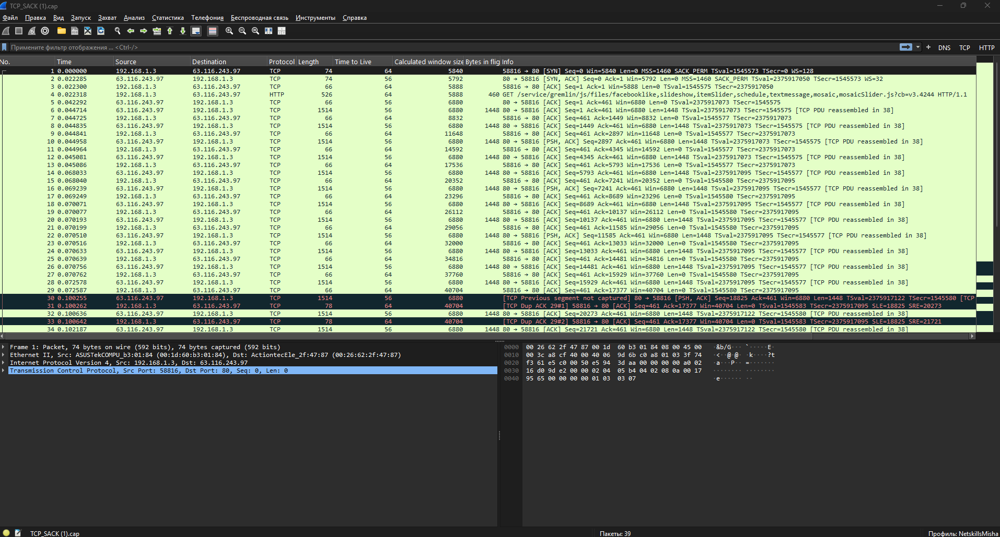 TCP_SACK (1).cap
Файл Правка Вид Запуск Захват Анализ Статистика Телефония Беспроводная связь Инструменты Справка
Примените фильтр отображения ... <Ctrl-/> + DNS TCP HTTP
No. Time Source Destination Protocol Length Time to Live Calculated window size Bytes in flig Info
1 0.000000 192.168.1.3 63.116.243.97 TCP 74 64 5840 58816 → 80 [SYN] Seq=0 Win=5840 Len=0 MSS=1460 SACK_PERM TSval=1545573 TSecr=0 WS=128
2 0.022285 63.116.243.97 192.168.1.3 TCP 74 56 5792 80 → 58816 [SYN, ACK] Seq=0 Ack=1 Win=5792 Len=0 MSS=1460 SACK_PERM TSval=2375917050 TSecr=1545573 WS=32
3 0.022300 192.168.1.3 63.116.243.97 TCP 66 64 5888 58816 → 80 [ACK] Seq=1 Ack=1 Win=5888 Len=0 TSval=1545575 TSecr=2375917050
4 0.022318 192.168.1.3 63.116.243.97 HTTP 526 64 5888 460 GET /service/gremlin/js/files/facebooklike,slideshow,itemSlider,schedule,textmessage,mosaic,mosaicSlider.js?cb=v3.4244 HTTP/1.1
5 0.042292 63.116.243.97 192.168.1.3 TCP 66 56 6880 80 → 58816 [ACK] Seq=1 Ack=461 Win=6880 Len=0 TSval=2375917073 TSecr=1545575
6 0.044714 63.116.243.97 192.168.1.3 TCP 1514 56 6880 1448 80 → 58816 [ACK] Seq=1 Ack=461 Win=6880 Len=1448 TSval=2375917073 TSecr=1545575 [TCP PDU reassembled in 38]
7 0.044725 192.168.1.3 63.116.243.97 TCP 66 64 8832 58816 → 80 [ACK] Seq=461 Ack=1449 Win=8832 Len=0 TSval=1545577 TSecr=2375917073
8 0.044835 63.116.243.97 192.168.1.3 TCP 1514 56 6880 1448 80 → 58816 [ACK] Seq=1449 Ack=461 Win=6880 Len=1448 TSval=2375917073 TSecr=1545575 [TCP PDU reassembled in 38]
9 0.044841 192.168.1.3 63.116.243.97 TCP 66 64 11648 58816 → 80 [ACK] Seq=461 Ack=2897 Win=11648 Len=0 TSval=1545577 TSecr=2375917073
10 0.044958 63.116.243.97 192.168.1.3 TCP 1514 56 6880 1448 80 → 58816 [PSH, ACK] Seq=2897 Ack=461 Win=6880 Len=1448 TSval=2375917073 TSecr=1545575 [TCP PDU reassembled in 38]
11 0.044964 192.168.1.3 63.116.243.97 TCP 66 64 14592 58816 → 80 [ACK] Seq=461 Ack=4345 Win=14592 Len=0 TSval=1545577 TSecr=2375917073
12 0.045081 63.116.243.97 192.168.1.3 TCP 1514 56 6880 1448 80 → 58816 [ACK] Seq=4345 Ack=461 Win=6880 Len=1448 TSval=2375917073 TSecr=1545575 [TCP PDU reassembled in 38]
13 0.045086 192.168.1.3 63.116.243.97 TCP 66 64 17536 58816 → 80 [ACK] Seq=461 Ack=5793 Win=17536 Len=0 TSval=1545577 TSecr=2375917073
14 0.068033 63.116.243.97 192.168.1.3 TCP 1514 56 6880 1448 80 → 58816 [ACK] Seq=5793 Ack=461 Win=6880 Len=1448 TSval=2375917095 TSecr=1545577 [TCP PDU reassembled in 38]
15 0.068040 192.168.1.3 63.116.243.97 TCP 66 64 20352 58816 → 80 [ACK] Seq=461 Ack=7241 Win=20352 Len=0 TSval=1545580 TSecr=2375917095
16 0.069239 63.116.243.97 192.168.1.3 TCP 1514 56 6880 1448 80 → 58816 [PSH, ACK] Seq=7241 Ack=461 Win=6880 Len=1448 TSval=2375917095 TSecr=1545577 [TCP PDU reassembled in 38]
17 0.069249 192.168.1.3 63.116.243.97 TCP 66 64 23296 58816 → 80 [ACK] Seq=461 Ack=8689 Win=23296 Len=0 TSval=1545580 TSecr=2375917095
18 0.070071 63.116.243.97 192.168.1.3 TCP 1514 56 6880 1448 80 → 58816 [ACK] Seq=8689 Ack=461 Win=6880 Len=1448 TSval=2375917095 TSecr=1545577 [TCP PDU reassembled in 38]
19 0.070077 192.168.1.3 63.116.243.97 TCP 66 64 26112 58816 → 80 [ACK] Seq=461 Ack=10137 Win=26112 Len=0 TSval=1545580 TSecr=2375917095
20 0.070193 63.116.243.97 192.168.1.3 TCP 1514 56 6880 1448 80 → 58816 [ACK] Seq=10137 Ack=461 Win=6880 Len=1448 TSval=2375917095 TSecr=1545577 [TCP PDU reassembled in 38]
21 0.070199 192.168.1.3 63.116.243.97 TCP 66 64 29056 58816 → 80 [ACK] Seq=461 Ack=11585 Win=29056 Len=0 TSval=1545580 TSecr=2375917095
22 0.070510 63.116.243.97 192.168.1.3 TCP 1514 56 6880 1448 80 → 58816 [PSH, ACK] Seq=11585 Ack=461 Win=6880 Len=1448 TSval=2375917095 TSecr=1545577 [TCP PDU reassembled in 38]
23 0.070516 192.168.1.3 63.116.243.97 TCP 66 64 32000 58816 → 80 [ACK] Seq=461 Ack=13033 Win=32000 Len=0 TSval=1545580 TSecr=2375917095
24 0.070633 63.116.243.97 192.168.1.3 TCP 1514 56 6880 1448 80 → 58816 [ACK] Seq=13033 Ack=461 Win=6880 Len=1448 TSval=2375917095 TSecr=1545577 [TCP PDU reassembled in 38]
25 0.070639 192.168.1.3 63.116.243.97 TCP 66 64 34816 58816 → 80 [ACK] Seq=461 Ack=14481 Win=34816 Len=0 TSval=1545580 TSecr=2375917095
26 0.070756 63.116.243.97 192.168.1.3 TCP 1514 56 6880 1448 80 → 58816 [ACK] Seq=14481 Ack=461 Win=6880 Len=1448 TSval=2375917095 TSecr=1545577 [TCP PDU reassembled in 38]
27 0.070762 192.168.1.3 63.116.243.97 TCP 66 64 37760 58816 → 80 [ACK] Seq=461 Ack=15929 Win=37760 Len=0 TSval=1545580 TSecr=2375917095
28 0.072578 63.116.243.97 192.168.1.3 TCP 1514 56 6880 1448 80 → 58816 [ACK] Seq=15929 Ack=461 Win=6880 Len=1448 TSval=2375917095 TSecr=1545577 [TCP PDU reassembled in 38]
29 0.072587 192.168.1.3 63.116.243.97 TCP 66 64 40704 58816 → 80 [ACK] Seq=461 Ack=17377 Win=40704 Len=0 TSval=1545580 TSecr=2375917095
30 0.100255 63.116.243.97 192.168.1.3 TCP 1514 56 6880 [TCP Previous segment not captured] 80 → 58816 [PSH, ACK] Seq=18825 Ack=461 Win=6880 Len=1448 TSval=2375917122 TSecr=1545580 [TCP
31 0.100262 192.168.1.3 63.116.243.97 TCP 78 64 40704 [TCP Dup ACK 29#1] 58816 → 80 [ACK] Seq=461 Ack=17377 Win=40704 Len=0 TSval=1545583 TSecr=2375917095 SLE=18825 SRE=20273
32 0.100636 63.116.243.97 192.168.1.3 TCP 1514 56 6880 1448 80 → 58816 [ACK] Seq=20273 Ack=461 Win=6880 Len=1448 TSval=2375917122 TSecr=1545580 [TCP PDU reassembled in 38]
33 0.100642 192.168.1.3 63.116.243.97 TCP 78 64 40704 [TCP Dup ACK 29#2] 58816 → 80 [ACK] Seq=461 Ack=17377 Win=40704 Len=0 TSval=1545583 TSecr=2375917095 SLE=18825 SRE=21721
34 0.102187 63.116.243.97 192.168.1.3 TCP 1514 56 6880 1448 80 → 58816 [ACK] Seq=21721 Ack=461 Win=6880 Len=1448 TSval=2375917122 TSecr=1545580 [TCP PDU reassembled in 38]
Frame 1: Packet, 74 bytes on wire (592 bits), 74 bytes captured (592 bits)
Ethernet II, Src: ASUSTekCOMPU_b3:01:84 (00:1d:60:b3:01:84), Dst: ActiontecEle_2f:47:87 (00:26:62:2f:47:87)
Internet Protocol Version 4, Src: 192.168.1.3, Dst: 63.116.243.97
Transmission Control Protocol, Src Port: 58816, Dst Port: 80, Seq: 0, Len: 0
0000 00 26 62 2f 47 87 00 1d 60 b3 01 84 08 00 45 00 ·&b/G··· `·····E·
0010 00 3c a8 cf 40 00 40 06 9d 6b c0 a8 01 03 3f 74 ·<··@·@· ·k····?t
0020 f3 61 e5 c0 00 50 e5 94 3d aa 00 00 00 00 a0 02 ·a···P·· =·······
0030 16 d0 9d e2 00 00 02 04 05 b4 04 02 08 0a 00 17 ········ ········
0040 95 65 00 00 00 00 01 03 03 07 ·e······ ··
TCP_SACK (1).cap Пакеты: 39 Профиль: NetskillsMisha